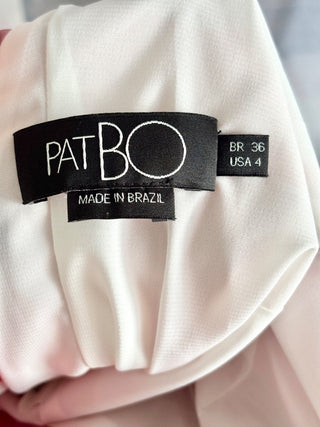 PATBO
BR 36
USA 4
MADE IN BRAZIL